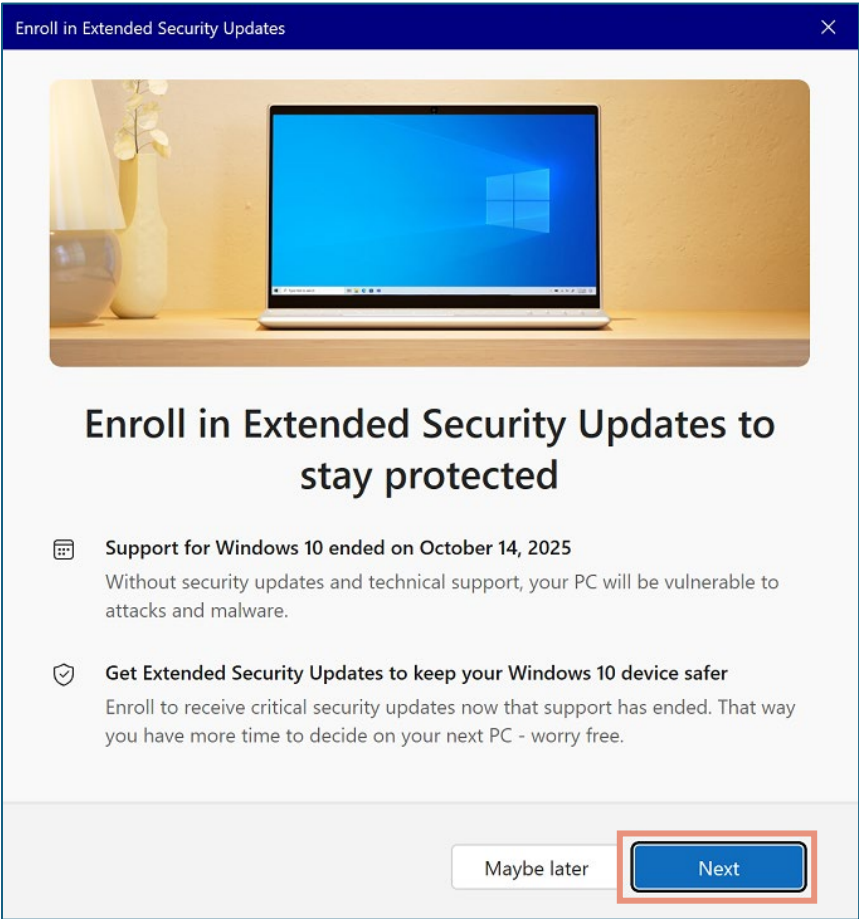 Enroll in Extended Security Updates
Enroll in Extended Security Updates to
stay protected
Support for Windows 10 ended on October 14, 2025
Without security updates and technical support, your PC will be vulnerable to
attacks and malware.
Get Extended Security Updates to keep your Windows 10 device safer
Enroll to receive critical security updates now that support has ended. That way
you have more time to decide on your next PC - worry free.
Maybe later
Next